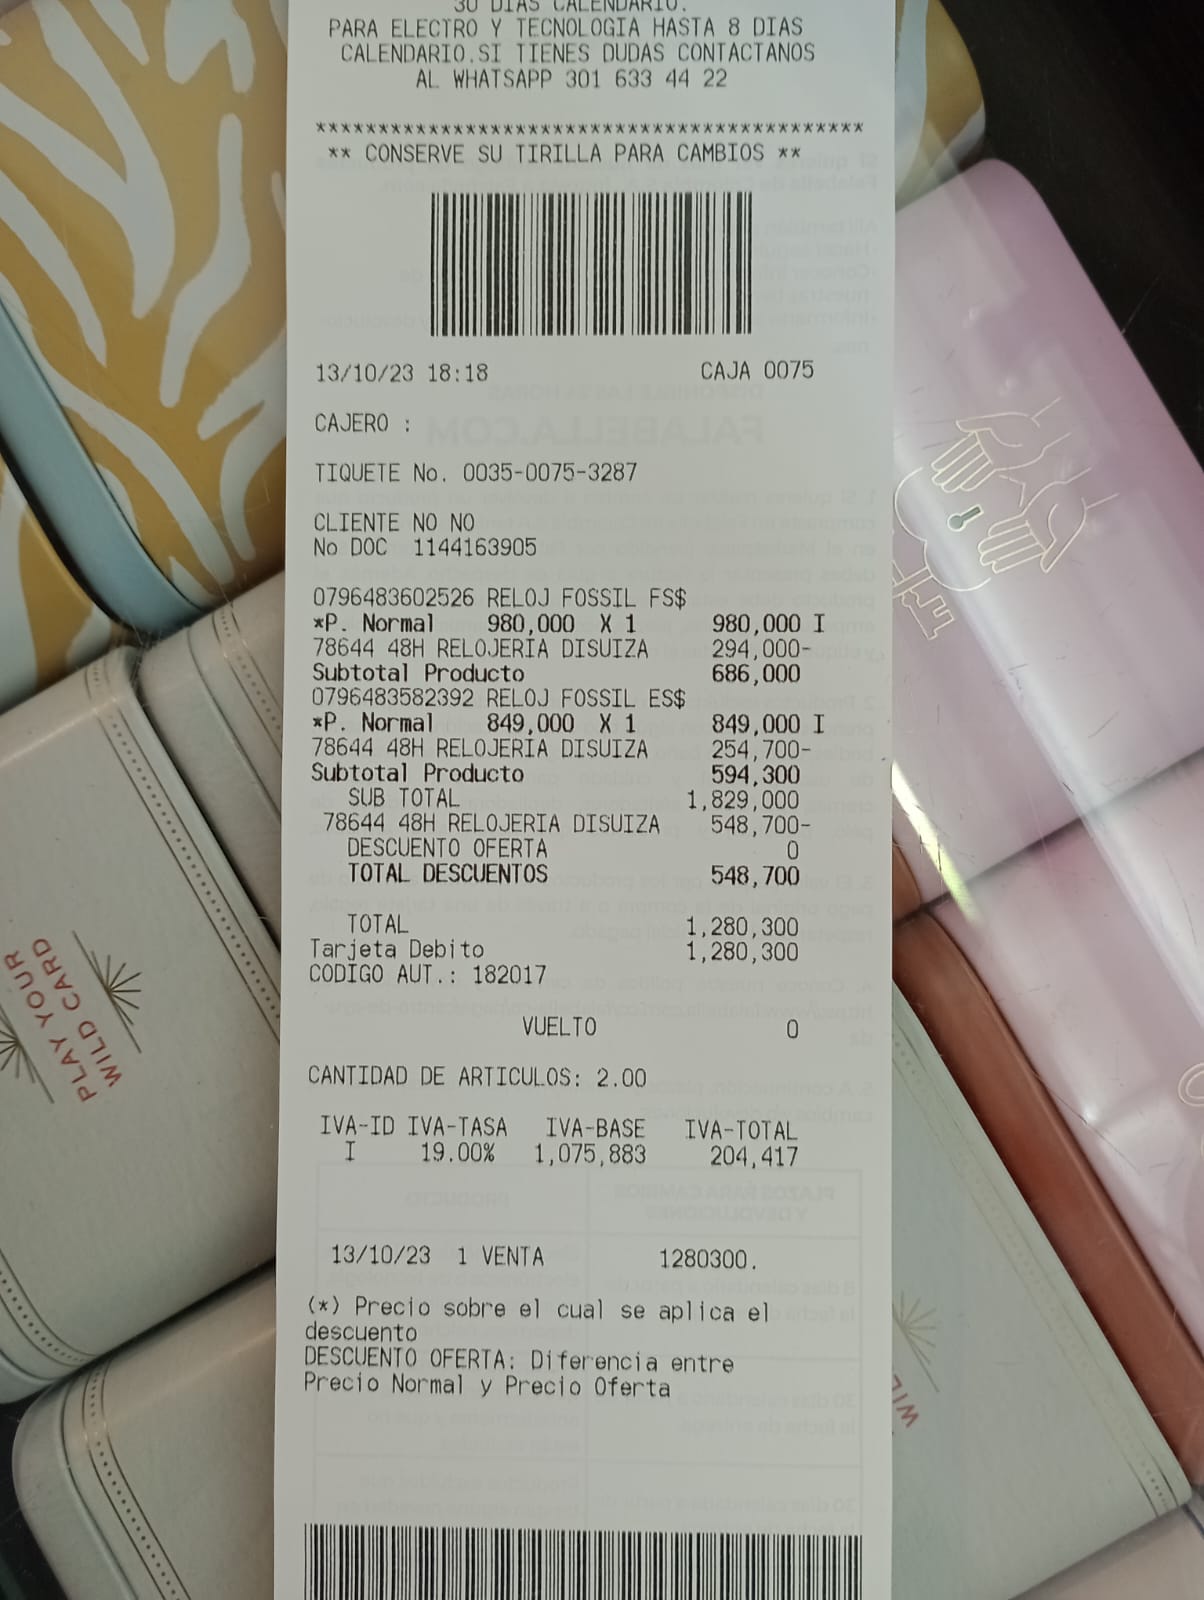 30 DIAS CALENDARIO.
PARA ELECTRO Y TECNOLOGIA HASTA 8 DIAS
CALENDARIO.SI TIENES DUDAS CONTACTANOS
AL WHATSAPP 301 633 44 22
********************************************
** CONSERVE SU TIRILLA PARA CAMBIOS **
13/10/23 18:18 CAJA 0075
CAJERO :
TIQUETE No. 0035-0075-3287
CLIENTE NO NO
No DOC 1144163905
0796483602526 RELOJ FOSSIL FS$
*P. Normal 980,000 X 1 980,000 I
78644 48H RELOJERIA DISUIZA 294,000-
Subtotal Producto 686,000
0796483582392 RELOJ FOSSIL ES$
*P. Normal 849,000 X 1 849,000 I
78644 48H RELOJERIA DISUIZA 254,700-
Subtotal Producto 594,300
SUB TOTAL 1,829,000
78644 48H RELOJERIA DISUIZA 548,700-
DESCUENTO OFERTA 0
TOTAL DESCUENTOS 548,700
TOTAL 1,280,300
Tarjeta Debito 1,280,300
CODIGO AUT.: 182017
VUELTO 0
CANTIDAD DE ARTICULOS: 2.00
IVA-ID IVA-TASA IVA-BASE IVA-TOTAL
I 19.00% 1,075,883 204,417
13/10/23 1 VENTA 1280300.
(*) Precio sobre el cual se aplica el
descuento
DESCUENTO OFERTA: Diferencia entre
Precio Normal y Precio Oferta
PLAY YOUR
WILD CARD